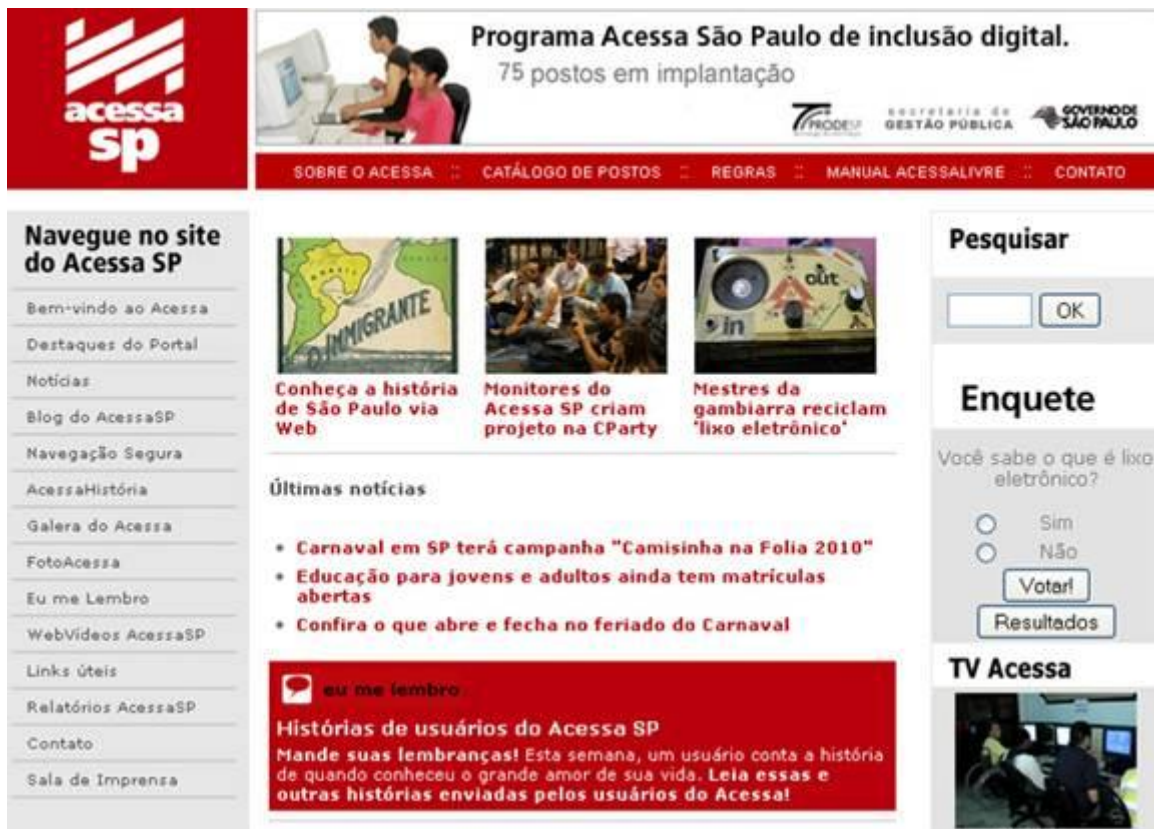 acessa
sp
Programa Acessa São Paulo de inclusão digital.
75 postos em implantação
PRODESP
secretaria de
GESTÃO PÚBLICA
GOVERNO DE
SÃO PAULO
SOBRE O ACESSA :: CATÁLOGO DE POSTOS :: REGRAS :: MANUAL ACESSALIVRE :: CONTATO
Navegue no site
do Acessa SP
Bem-vindo ao Acessa
Destaques do Portal
Notícias
Blog do AcessaSP
Navegação Segura
AcessaHistória
Galera do Acessa
FotoAcessa
Eu me Lembro
WebVídeos AcessaSP
Links úteis
Relatórios AcessaSP
Contato
Sala de Imprensa
BRASIL
O IMMIGRANTE
out
in
Conheça a história
de São Paulo via
Web
Monitores do
Acessa SP criam
projeto na CParty
Mestres da
gambiarra reciclam
'lixo eletrônico'
Últimas notícias
• Carnaval em SP terá campanha "Camisinha na Folia 2010"
• Educação para jovens e adultos ainda tem matrículas
abertas
• Confira o que abre e fecha no feriado do Carnaval
eu me lembro
Histórias de usuários do Acessa SP
Mande suas lembranças! Esta semana, um usuário conta a história
de quando conheceu o grande amor de sua vida. Leia essas e
outras histórias enviadas pelos usuários do Acessa!
Pesquisar
OK
Enquete
Você sabe o que é lixo
eletrônico?
Sim
Não
Votar!
Resultados
TV Acessa